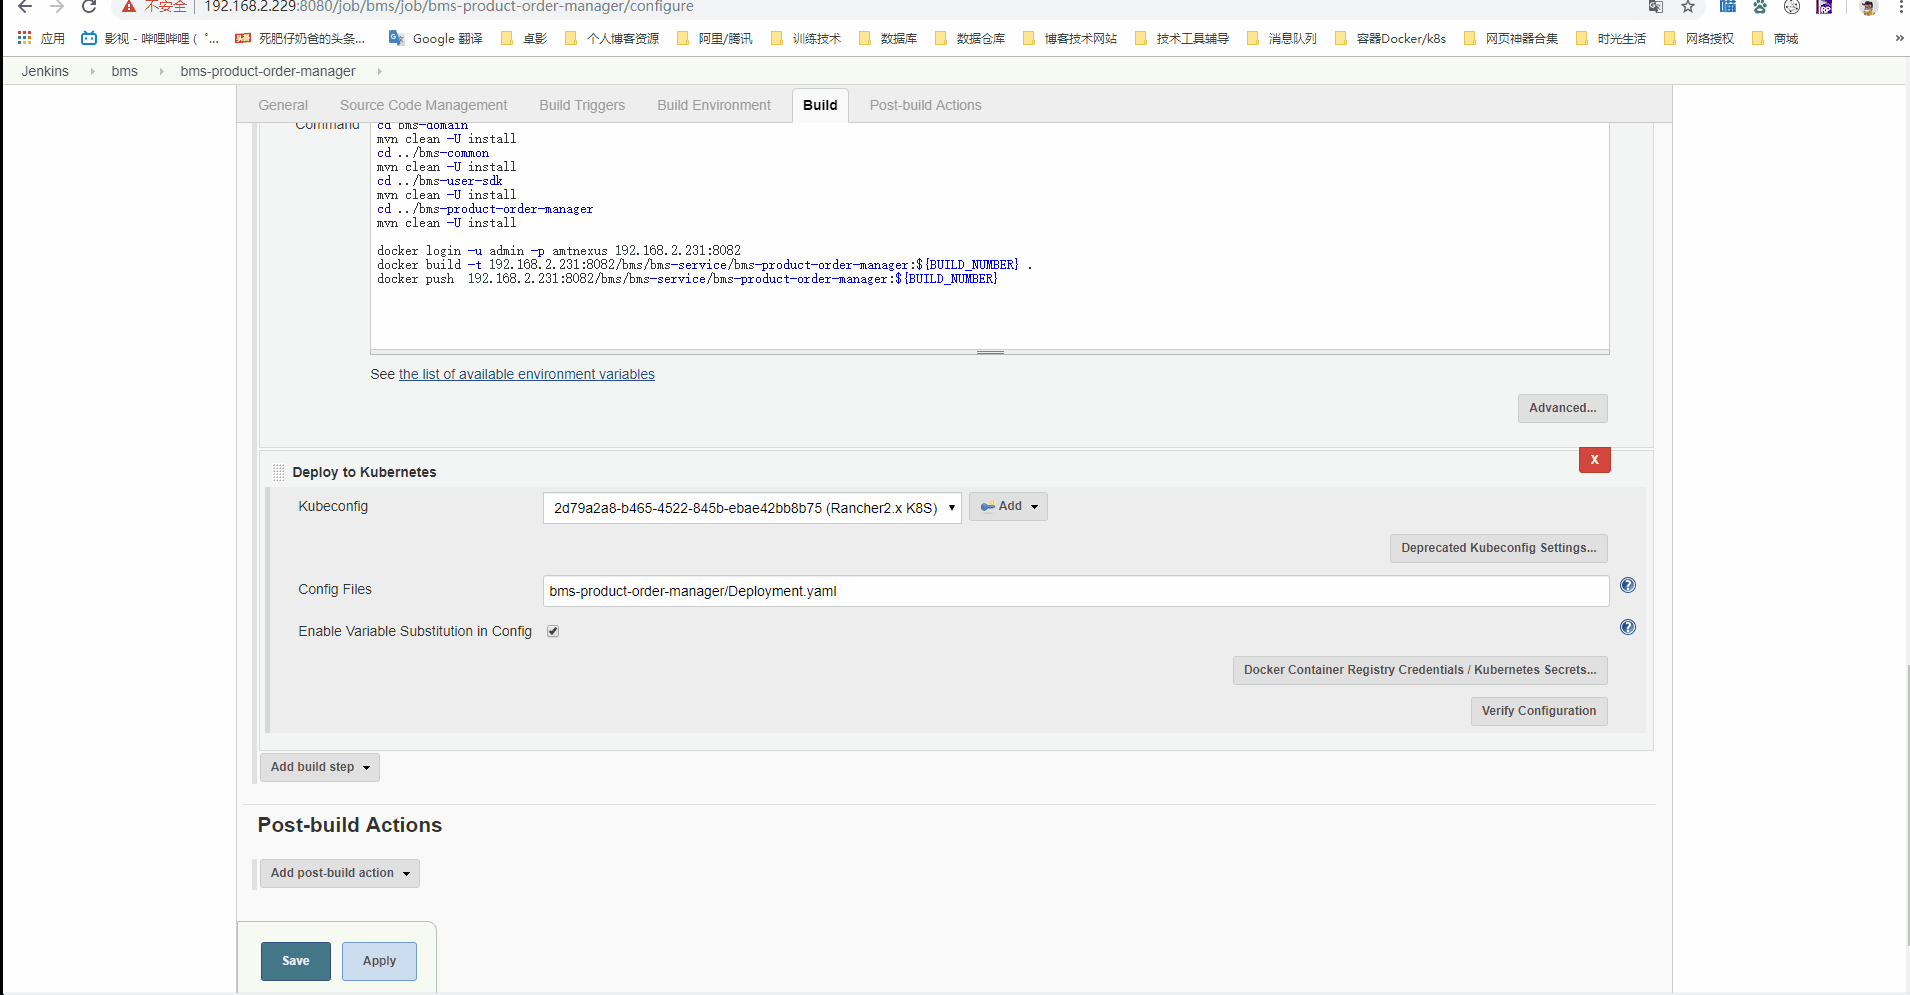 不安全 | 192.168.2.229:8080/job/bms/job/bms-product-order-manager/configure
应用 影视 - 哔哩哔哩 ( ゜... 死肥仔奶爸的头条... Google 翻译 卓影 个人博客资源 阿里/腾讯 训练技术 数据库 数据仓库 博客技术网站 技术工具辅导 消息队列 容器Docker/k8s 网页神器合集 时光生活 网络授权 商城 »
Jenkins bms bms-product-order-manager
General Source Code Management Build Triggers Build Environment Build Post-build Actions
Command
cd bms-domain
mvn clean -U install
cd ../bms-common
mvn clean -U install
cd ../bms-user-sdk
mvn clean -U install
cd ../bms-product-order-manager
mvn clean -U install
docker login -u admin -p amtnexus 192.168.2.231:8082
docker build -t 192.168.2.231:8082/bms/bms-service/bms-product-order-manager:${BUILD_NUMBER} .
docker push 192.168.2.231:8082/bms/bms-service/bms-product-order-manager:${BUILD_NUMBER}
See the list of available environment variables
Advanced...
X
Deploy to Kubernetes
Kubeconfig 2d79a2a8-b465-4522-845b-ebae42bb8b75 (Rancher2.x K8S) Add
Deprecated Kubeconfig Settings...
Config Files bms-product-order-manager/Deployment.yaml
Enable Variable Substitution in Config
Docker Container Registry Credentials / Kubernetes Secrets...
Verify Configuration
Add build step
Post-build Actions
Add post-build action
Save Apply